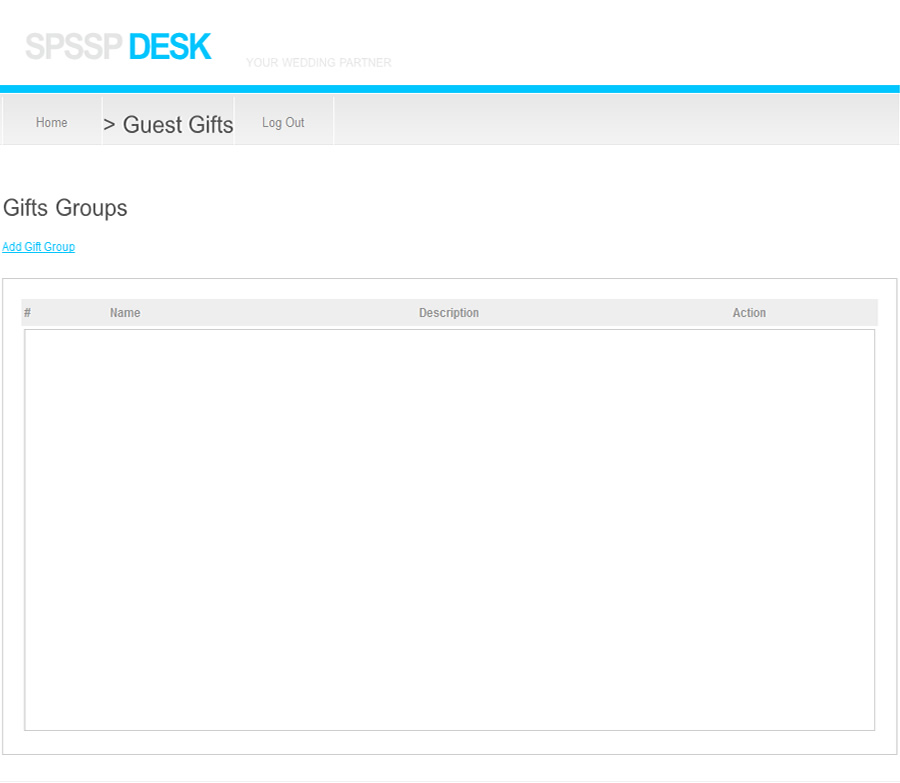 SPSSP DESK
YOUR WEDDING PARTNER
Home > Guest Gifts Log Out
Gifts Groups
Add Gift Group
# Name Description Action